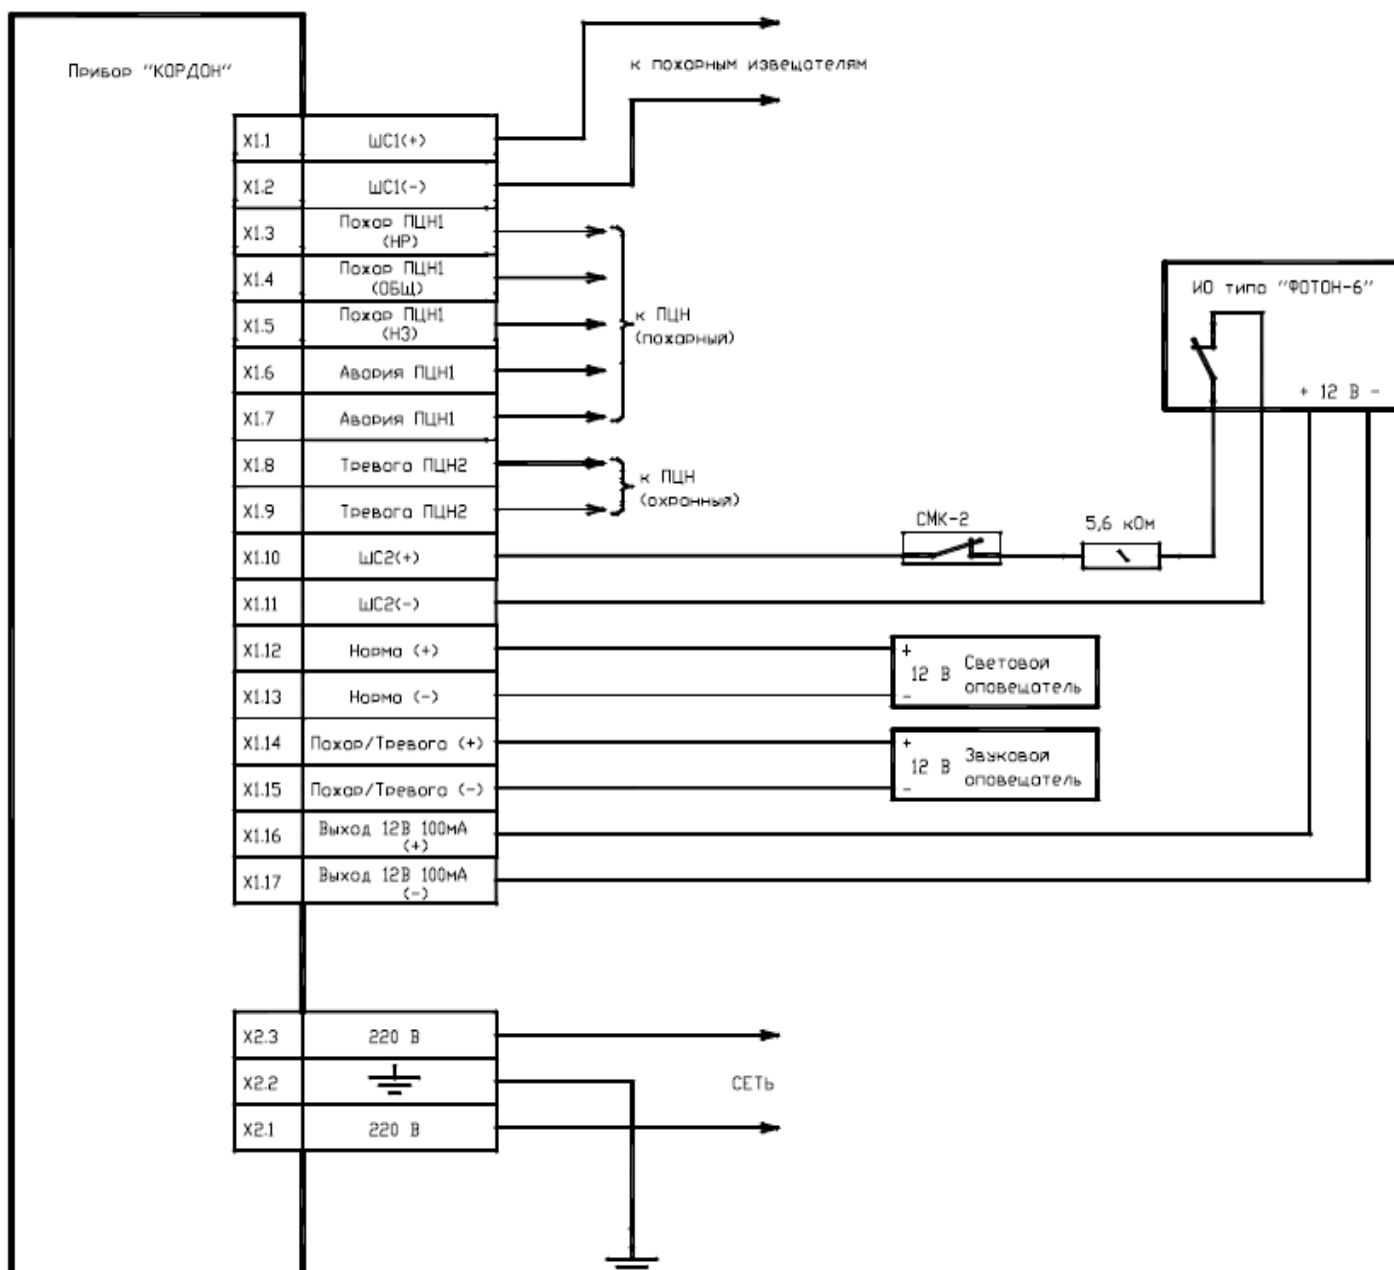 Прибор "КОРДОН"
к пожарным извещателям
X1.1 ШС1(+)
X1.2 ШС1(-)
X1.3 Пожар ПЦН1
(НР)
X1.4 Пожар ПЦН1
(ОБЩ)
X1.5 Пожар ПЦН1
(НЗ)
X1.6 Авария ПЦН1
X1.7 Авария ПЦН1
к ПЦН
(пожарный)
X1.8 Тревога ПЦН2
X1.9 Тревога ПЦН2
к ПЦН
(охранный)
X1.10 ШС2(+)
X1.11 ШС2(-)
X1.12 Норма (+)
X1.13 Норма (-)
X1.14 Пожар/Тревога (+)
X1.15 Пожар/Тревога (-)
X1.16 Выход 12В 100мА
(+)
X1.17 Выход 12В 100мА
(-)
ИО типа "ФОТОН-6"
+ 12 В -
СМК-2
5,6 кОм
+
12 В
-
Световой
оповещатель
+
12 В
-
Звуковой
оповещатель
X2.3 220 В
X2.2
X2.1 220 В
СЕТЬ